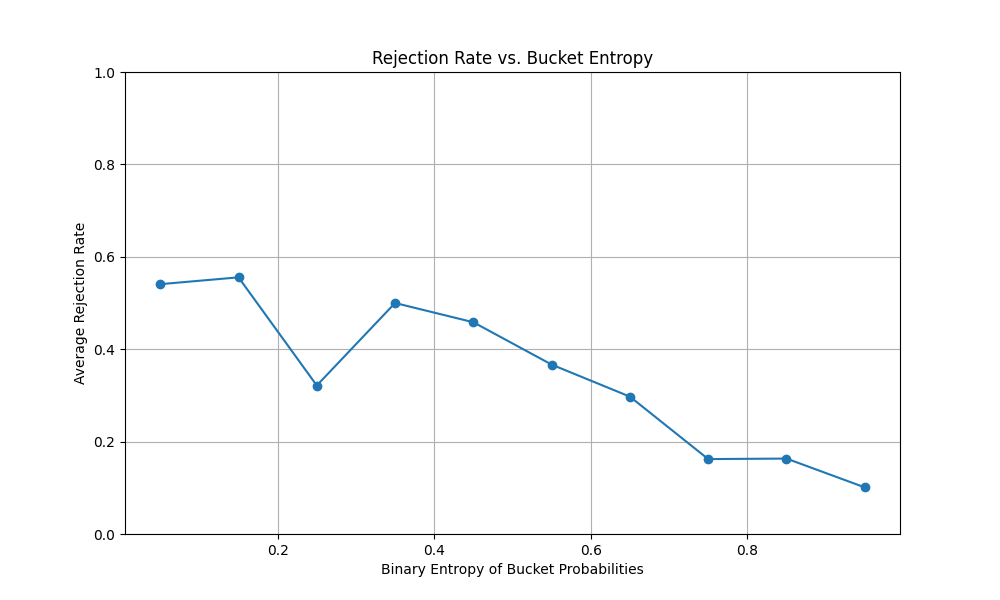 Rejection Rate vs. Bucket Entropy
1.0
0.8
0.6
0.4
0.2
0.0
Average Rejection Rate
0.2 0.4 0.6 0.8
Binary Entropy of Bucket Probabilities